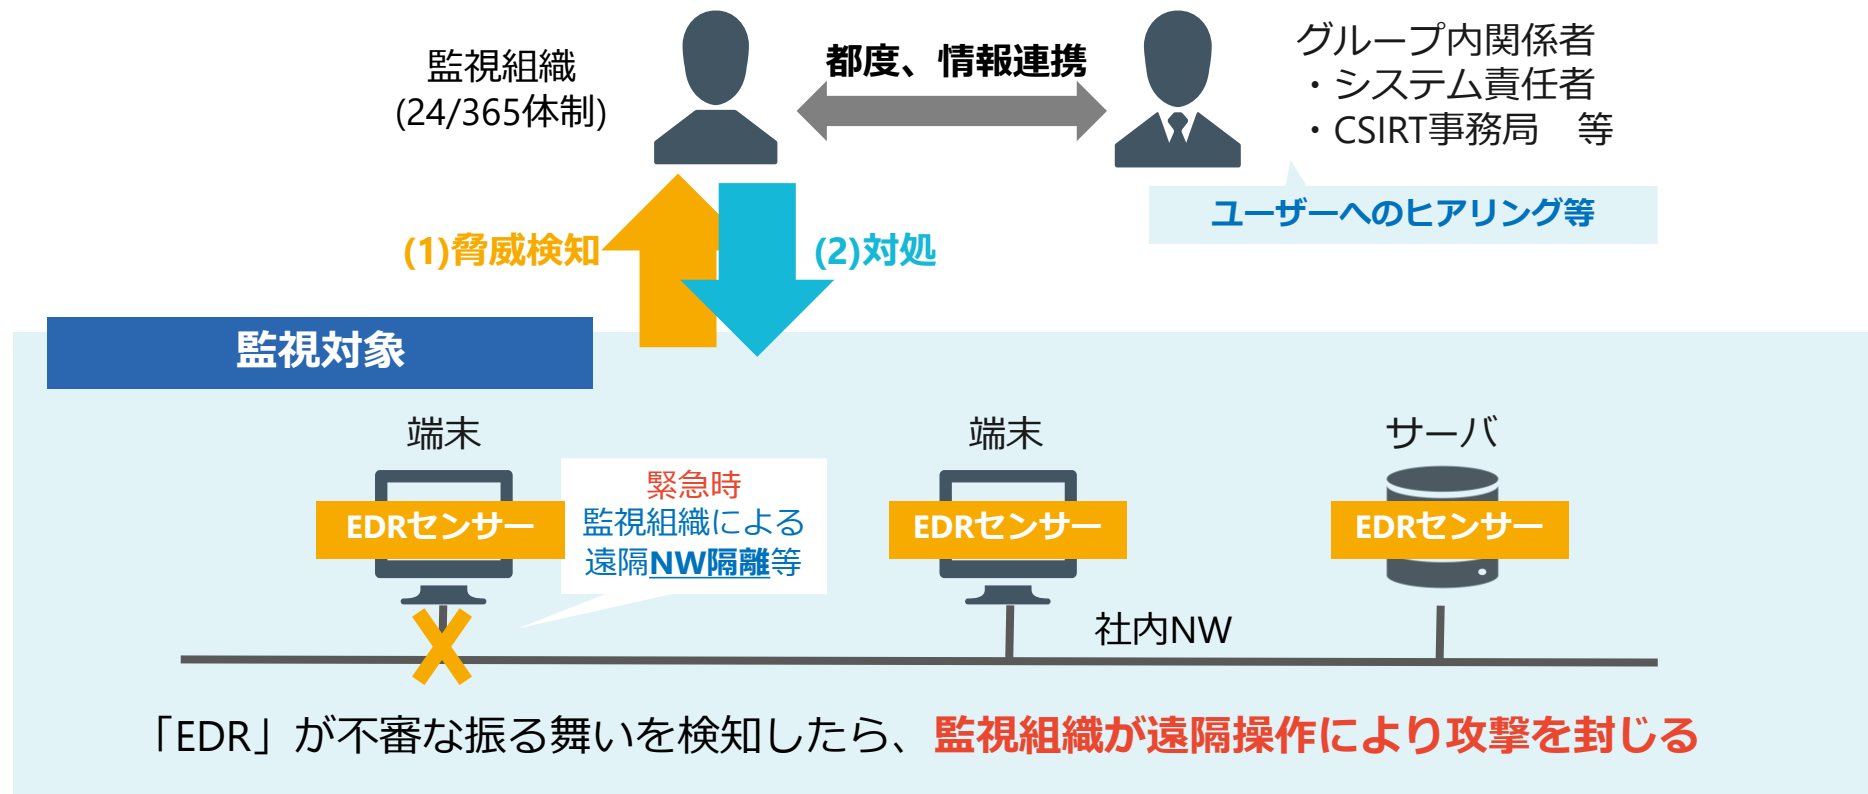 監視組織
(24/365体制)
都度、情報連携
グループ内関係者
・システム責任者
・CSIRT事務局　等
ユーザーへのヒアリング等
(1)脅威検知
(2)対処
監視対象
端末
EDRセンサー
緊急時
監視組織による
遠隔NW隔離等
端末
EDRセンサー
サーバ
EDRセンサー
社内NW
「EDR」が不審な振る舞いを検知したら、監視組織が遠隔操作により攻撃を封じる